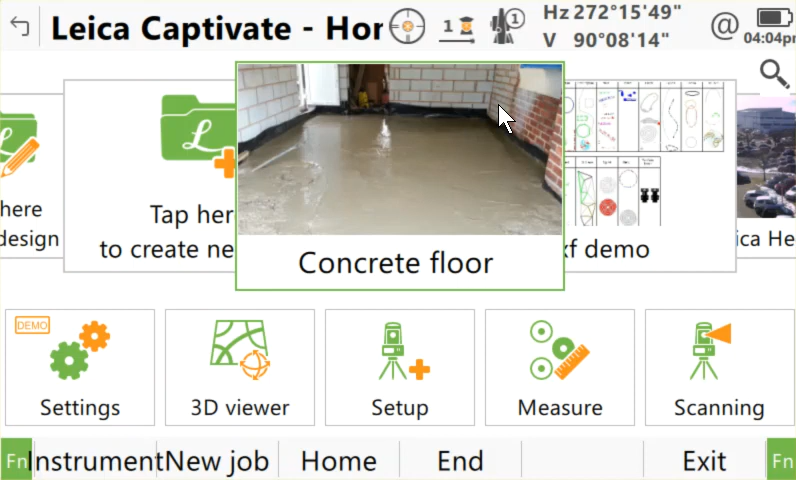 Leica Captivate - Hor
1
1
Hz 272°15'49"
V 90°08'14"
@
04:04pm
here
design
Tap her
to create ne
Concrete floor
xf demo
ica He
DEMO
Settings
3D viewer
Setup
Measure
Scanning
Fn
Instrument
New job
Home
End
Exit
Fn